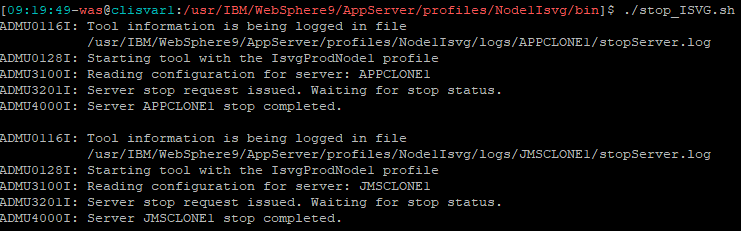 [09:19:49-was@clisvar1:/usr/IBM/WebSphere9/AppServer/profiles/Node1Isvg/bin]$ ./stop_ISVG.sh
ADMU0116I: Tool information is being logged in file
           /usr/IBM/WebSphere9/AppServer/profiles/Node1Isvg/logs/APPCLONE1/stopServer.log
ADMU0128I: Starting tool with the IsvgProdNode1 profile
ADMU3100I: Reading configuration for server: APPCLONE1
ADMU3201I: Server stop request issued. Waiting for stop status.
ADMU4000I: Server APPCLONE1 stop completed.

ADMU0116I: Tool information is being logged in file
           /usr/IBM/WebSphere9/AppServer/profiles/Node1Isvg/logs/JMSCLONE1/stopServer.log
ADMU0128I: Starting tool with the IsvgProdNode1 profile
ADMU3100I: Reading configuration for server: JMSCLONE1
ADMU3201I: Server stop request issued. Waiting for stop status.
ADMU4000I: Server JMSCLONE1 stop completed.